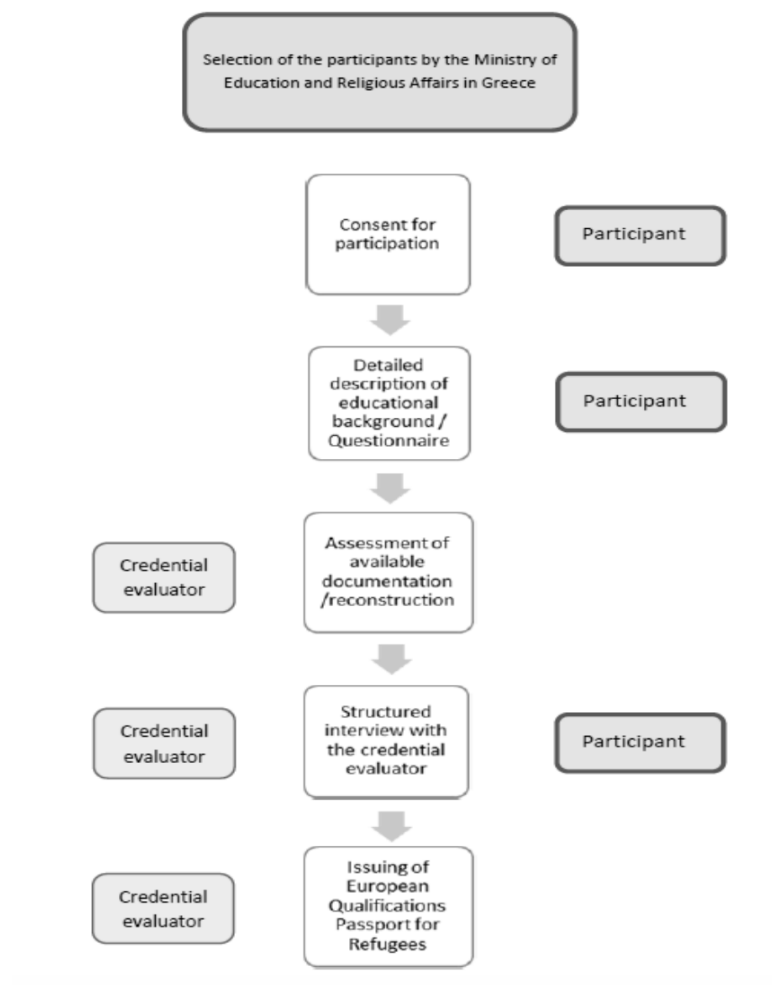 Selection of the participants by the Ministry of
Education and Religious Affairs in Greece
Consent for
participation
Participant
Detailed
description of
educational
background /
Questionnaire
Participant
Credential
evaluator
Assessment of
available
documentation
/reconstruction
Credential
evaluator
Structured
interview with
the credential
evaluator
Participant
Credential
evaluator
Issuing of
European
Qualifications
Passport for
Refugees